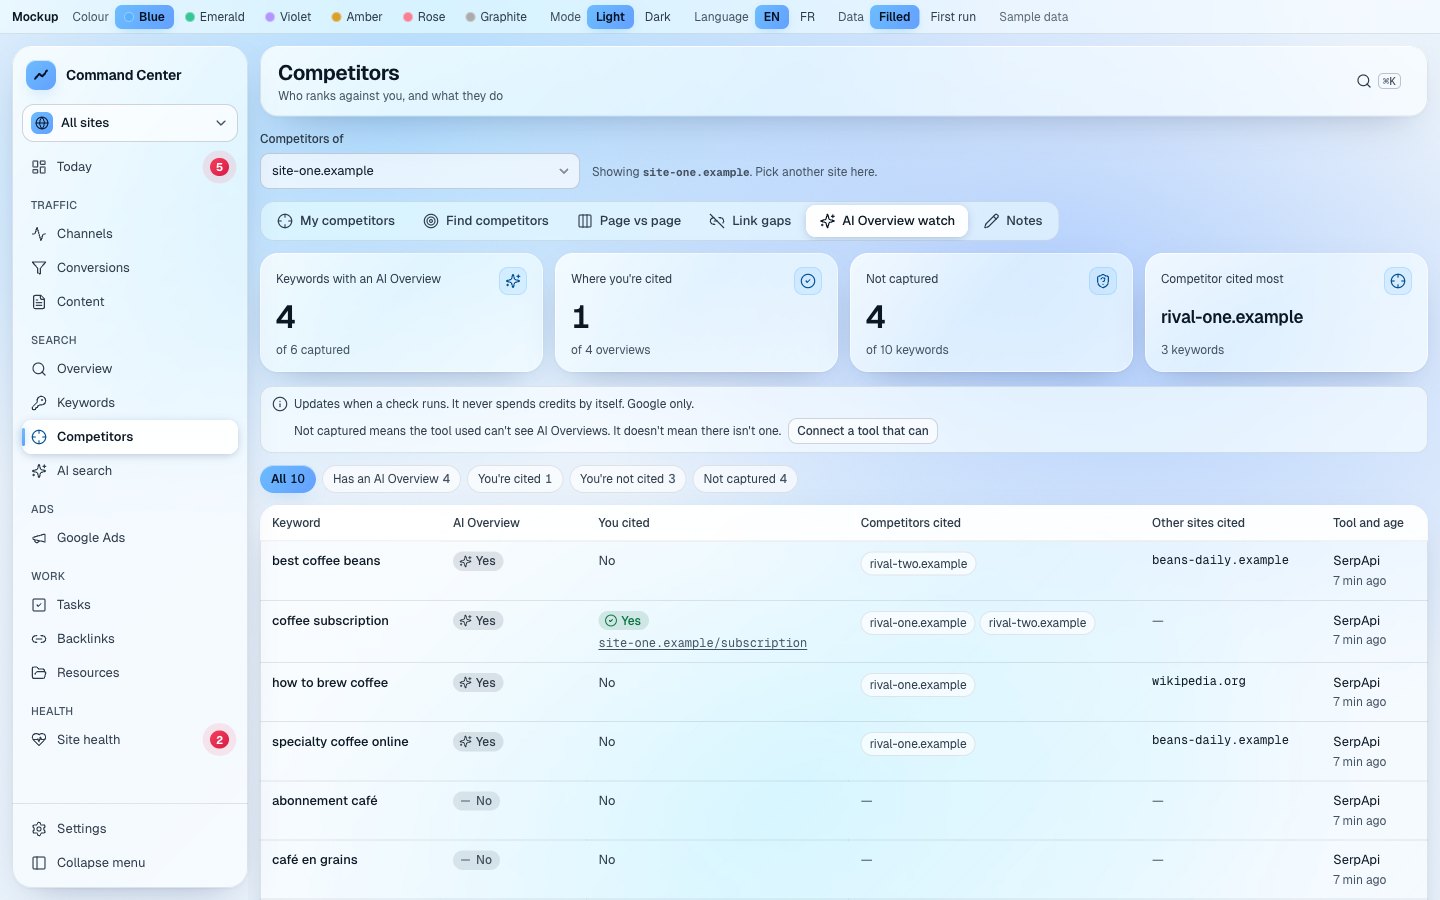 Mockup Colour Blue Emerald Violet Amber Rose Graphite Mode Light Dark Language EN FR Data Filled First run Sample data
Command Center
All sites
Today 5
TRAFFIC
Channels
Conversions
Content
SEARCH
Overview
Keywords
Competitors
AI search
ADS
Google Ads
WORK
Tasks
Backlinks
Resources
HEALTH
Site health 2
Settings
Collapse menu
Competitors
Who ranks against you, and what they do
⌘K
Competitors of
site-one.example
Showing site-one.example. Pick another site here.
My competitors Find competitors Page vs page Link gaps AI Overview watch Notes
Keywords with an AI Overview
4
of 6 captured
Where you're cited
1
of 4 overviews
Not captured
4
of 10 keywords
Competitor cited most
rival-one.example
3 keywords
Updates when a check runs. It never spends credits by itself. Google only.
Not captured means the tool used can't see AI Overviews. It doesn't mean there isn't one. Connect a tool that can
All 10 Has an AI Overview 4 You're cited 1 You're not cited 3 Not captured 4
Keyword AI Overview You cited Competitors cited Other sites cited Tool and age
best coffee beans Yes No rival-two.example beans-daily.example SerpApi
7 min ago
coffee subscription Yes Yes rival-one.example rival-two.example — SerpApi
site-one.example/subscription 7 min ago
how to brew coffee Yes No rival-one.example wikipedia.org SerpApi
7 min ago
specialty coffee online Yes No rival-one.example beans-daily.example SerpApi
7 min ago
abonnement café — No No — — SerpApi
7 min ago
café en grains — No No — — SerpApi
7 min ago